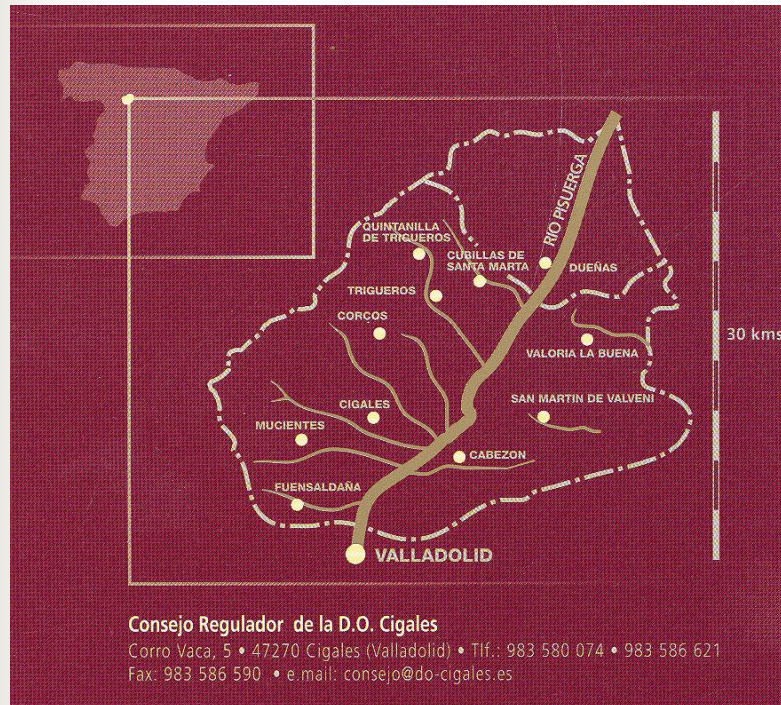 RIO PISUERGA
QUINTANILLA
DE TRIGUEROS
CUBILLAS DE
SANTA MARTA
DUEÑAS
TRIGUEROS
CORCOS
30 kms
VALORIA LA BUENA
CIGALES
SAN MARTIN DE VALVENI
MUCIENTES
CABEZON
FUENSALDAÑA
VALLADOLID
Consejo Regulador de la D.O. Cigales
Corro Vaca, 5 • 47270 Cigales (Valladolid) • Tlf.: 983 580 074 • 983 586 621
Fax: 983 586 590 • e.mail: consejo@do-cigales.es